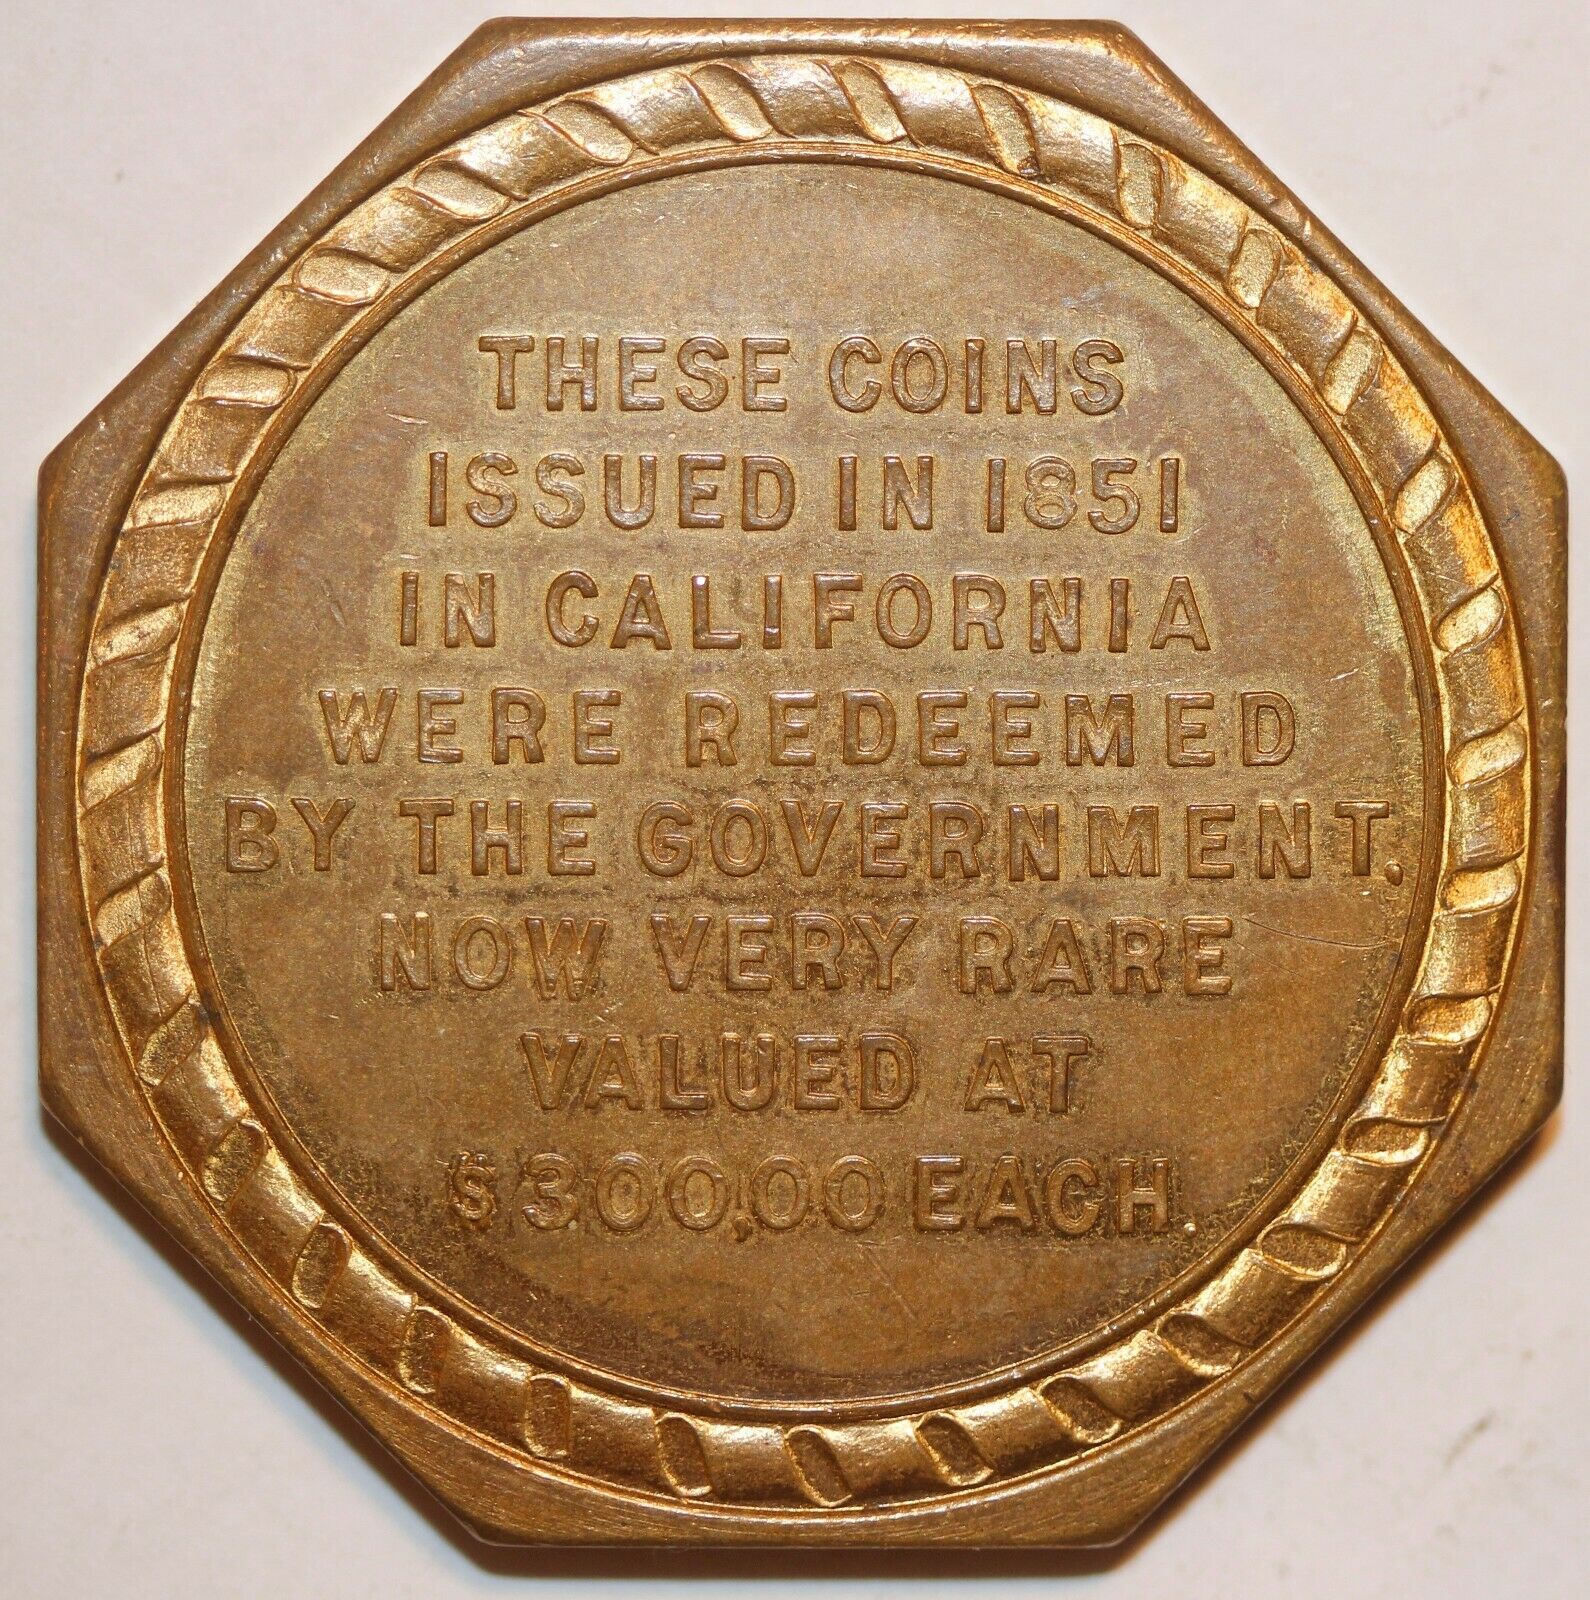 THESE COINS
ISSUED IN 1851
IN CALIFORNIA
WERE REDEEMED
BY THE GOVERNMENT.
NOW VERY RARE
VALUED AT
$300,00 EACH.